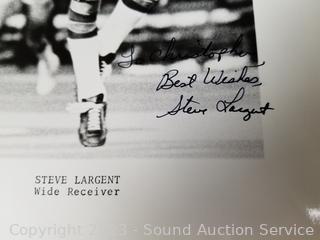 To Christopher
Best Wishes,
Steve Largent
STEVE LARGENT
Wide Receiver
Copyright 2023 - Sound Auction Service